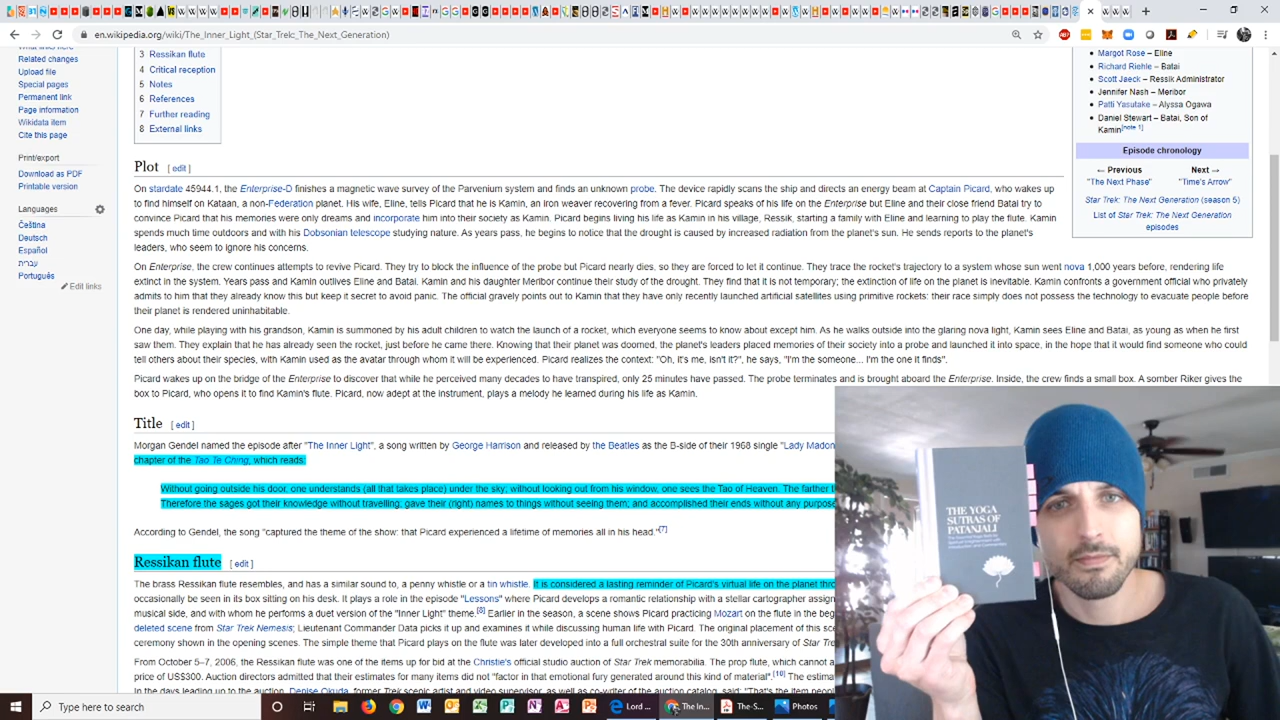 en.wikipedia.org/wiki/The_Inner_Light_(Star_Trek:_The_Next_Generation)
What links here
Related changes
Upload file
Special pages
Permanent link
Page information
Wikidata item
Cite this page
Print/export
Download as PDF
Printable version
Languages
Čeština
Deutsch
Español
עברית
Português
Edit links
3 Ressikan flute
4 Critical reception
5 Notes
6 References
7 Further reading
8 External links
Plot [ edit ]
On stardate 45944.1, the Enterprise-D finishes a magnetic wave survey of the Parvenium system and finds an unknown probe. The device rapidly scans the ship and directs an energy beam at Captain Picard, who wakes up
to find himself on Kataan, a non-Federation planet. His wife, Eline, tells Picard that he is Kamin, an iron weaver recovering from a fever. Picard speaks of his life on the Enterprise but Eline and their close friend Batai try to
convince Picard that his memories were only dreams and incorporate him into their society as Kamin. Picard begins living his life as Kamin in his village, Ressik, starting a family with Eline and learning to play the flute. Kamin
spends much time outdoors and with his Dobsonian telescope studying nature. As years pass, he begins to notice that the drought is caused by increased radiation from the planet's sun. He sends reports to the planet's
leaders, who seem to ignore his concerns.
On Enterprise, the crew continues attempts to revive Picard. They try to block the influence of the probe but Picard nearly dies, so they are forced to let it continue. They trace the rocket's trajectory to a system whose sun went nova 1,000 years before, rendering life
extinct in the system. Years pass and Kamin outlives Eline and Batai. Kamin and his daughter Meribor continue their study of the drought. They find that it is not temporary; the extinction of life on the planet is inevitable. Kamin confronts a government official who privately
admits to him that they already know this but keep it secret to avoid panic. The official gravely points out to Kamin that they have only recently launched artificial satellites using primitive rockets: their race simply does not possess the technology to evacuate people before
their planet is rendered uninhabitable.
One day, while playing with his grandson, Kamin is summoned by his adult children to watch the launch of a rocket, which everyone seems to know about except him. As he walks outside into the glaring nova light, Kamin sees Eline and Batai, as young as when he first
saw them. They explain that he has already seen the rocket, just before he came there. Knowing that their planet was doomed, the planet's leaders placed memories of their society into a probe and launched it into space, in the hope that it would find someone who could
tell others about their species, with Kamin used as the avatar through whom it will be experienced. Picard realizes the context: "Oh, it's me, isn't it?", he says, "I'm the someone... I'm the one it finds".
Picard wakes up on the bridge of the Enterprise to discover that while he perceived many decades to have transpired, only 25 minutes have passed. The probe terminates and is brought aboard the Enterprise. Inside, the crew finds a small box. A somber Riker gives the
box to Picard, who opens it to find Kamin's flute. Picard, now adept at the instrument, plays a melody he learned during his life as Kamin.
Title [ edit ]
Morgan Gendel named the episode after "The Inner Light", a song written by George Harrison and released by the Beatles as the B-side of their 1968 single "Lady Madon
chapter of the Tao Te Ching, which reads:
Without going outside his door, one understands (all that takes place) under the sky; without looking out from his window, one sees the Tao of Heaven. The farther t
Therefore the sages got their knowledge without travelling; gave their (right) names to things without seeing them; and accomplished their ends without any purpose
According to Gendel, the song "captured the theme of the show: that Picard experienced a lifetime of memories all in his head."[7]
Ressikan flute [ edit ]
The brass Ressikan flute resembles, and has a similar sound to, a penny whistle or a tin whistle. It is considered a lasting reminder of Picard's virtual life on the planet thro
occasionally be seen in its box sitting on his desk. It plays a role in the episode "Lessons" where Picard develops a romantic relationship with a stellar cartographer assign
musical side, and with whom he performs a duet version of the "Inner Light" theme.[8] Earlier in the season, a scene shows Picard practicing Mozart on the flute in the beg
deleted scene from Star Trek Nemesis; Lieutenant Commander Data picks it up and examines it while discussing human life with Picard. The original placement of this sce
ceremony shown in the opening scenes. The simple theme that Picard plays on the flute was later developed into a full orchestral suite for the 30th anniversary of Star Tre
From October 5–7, 2006, the Ressikan flute was one of the items up for bid at the Christie's official studio auction of Star Trek memorabilia. The prop flute, which cannot a
price of US$300. Auction directors admitted that their estimates for many items did not "factor in that emotional fury generated around this kind of material".[10] The estima
In the days leading up to the auction, Denise Okuda, former Trek scenic artist and video supervisor, as well as co-writer of the auction catalog, said: "That's the item people
Margot Rose – Eline
Richard Riehle – Batai
Scott Jaeck – Ressik Administrator
Jennifer Nash – Meribor
Patti Yasutake – Alyssa Ogawa
Daniel Stewart – Batai, Son of
Kamin[note 1]
Episode chronology
← Previous Next →
"The Next Phase" "Time's Arrow"
Star Trek: The Next Generation (season 5)
List of Star Trek: The Next Generation
episodes
THE YOGA
SUTRAS OF
PATANJALI
Type here to search
Lord ...
The In...
The-S...
Photos